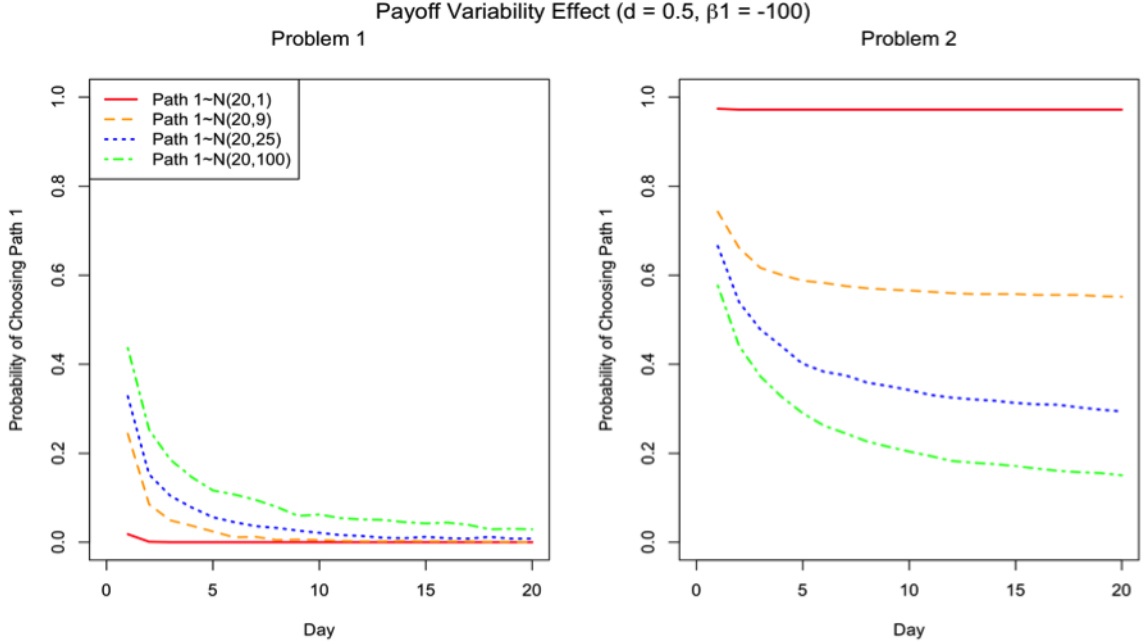 Payoff Variability Effect (d = 0.5, β1 = -100)
Problem 1
Path 1~N(20,1)
Path 1~N(20,9)
Path 1~N(20,25)
Path 1~N(20,100)
Probability of Choosing Path 1
1.0
0.8
0.6
0.4
0.2
0.0
0 5 10 15 20
Day
Problem 2
Probability of Choosing Path 1
1.0
0.8
0.6
0.4
0.2
0.0
0 5 10 15 20
Day